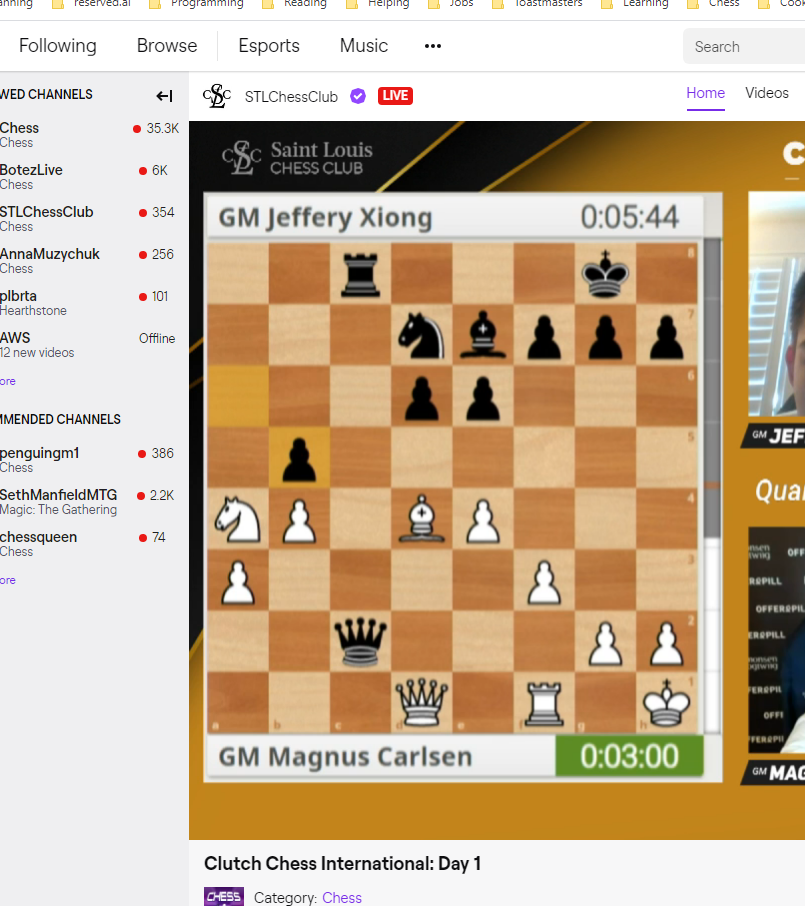 reserved.ai Programming Reading Helping Jobs Toastmasters Learning Chess
Following Browse Esports Music ••• Search
WED CHANNELS
Chess 35.3K
Chess
BotezLive 6K
Chess
STLChessClub 354
Chess
AnnaMuzychuk 256
Chess
plbrta 101
Hearthstone
AWS Offline
12 new videos
ore
MMENDED CHANNELS
penguingm1 386
Chess
SethManfieldMTG 2.2K
Magic: The Gathering
chessqueen 74
Chess
ore
CSLC STLChessClub LIVE Home Videos
CSLC Saint Louis
CHESS CLUB
C
GM Jeffery Xiong 0:05:44
8
7
6
5
4
3
2
1
a b c d e f g h
GM Magnus Carlsen 0:03:00
GM JEF
Quar
GM MAG
Clutch Chess International: Day 1
CHESS Category: Chess